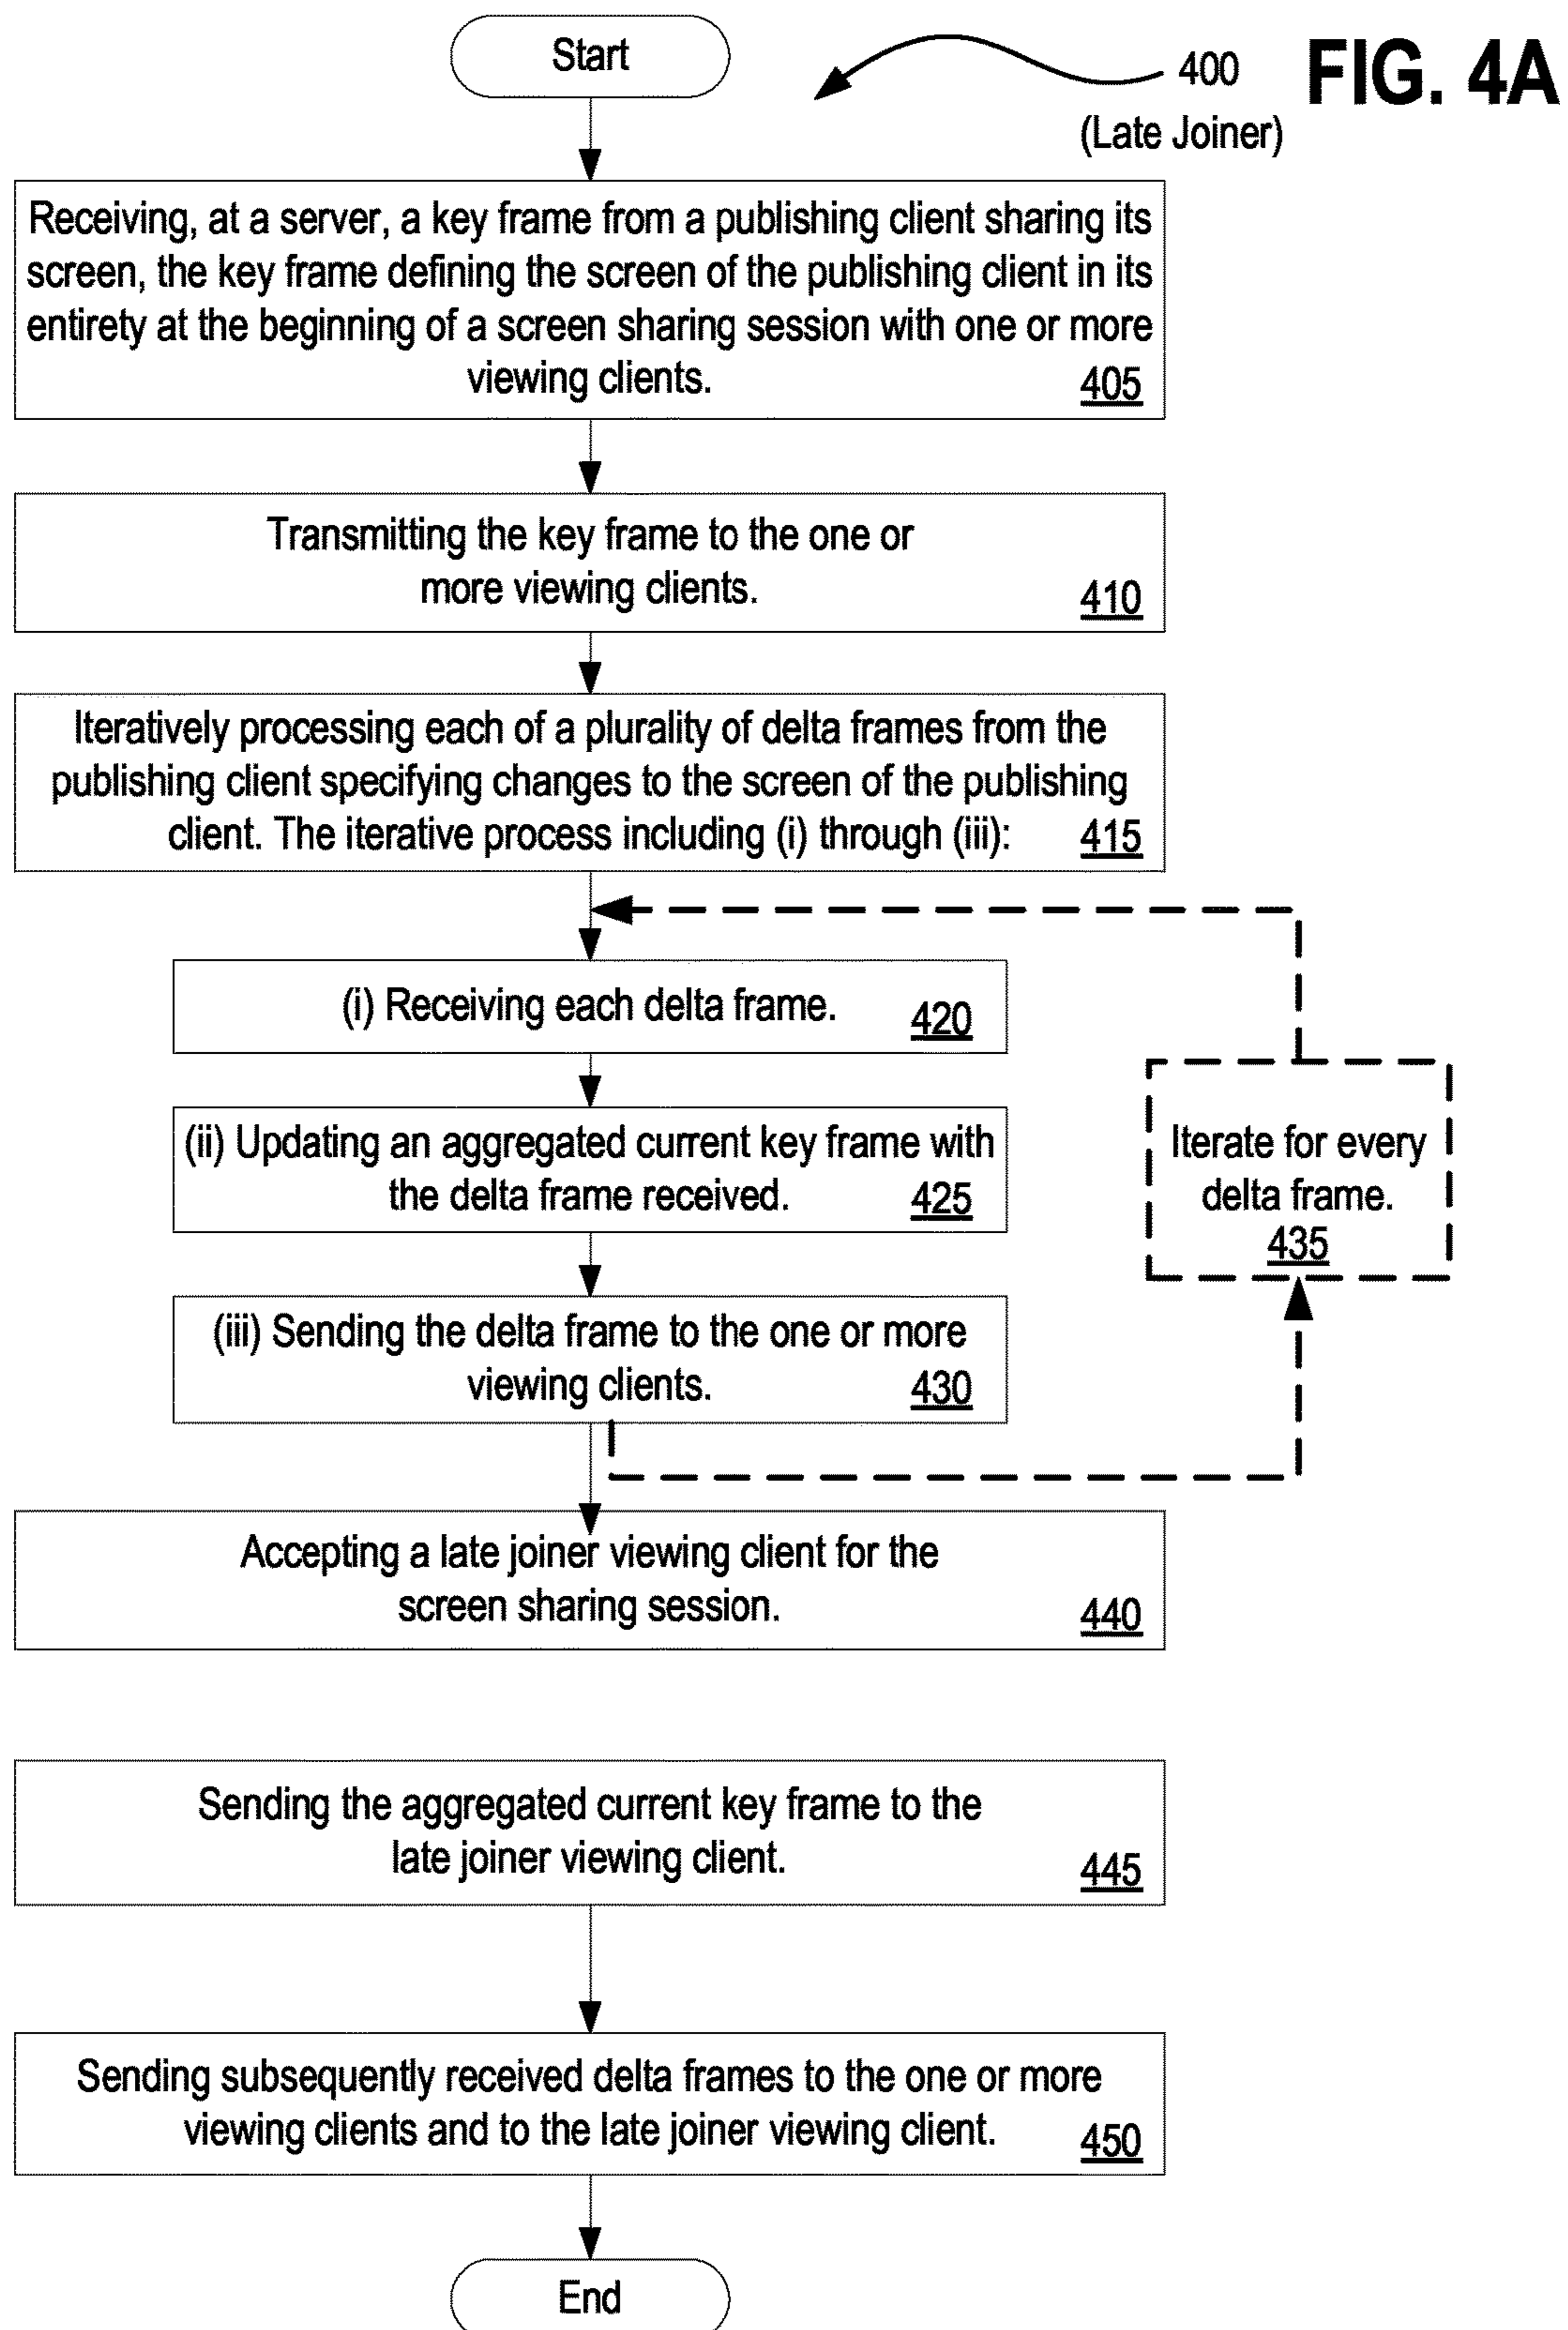 Start
400
FIG. 4A
(Late Joiner)
Receiving, at a server, a key frame from a publishing client sharing its
screen, the key frame defining the screen of the publishing client in its
entirety at the beginning of a screen sharing session with one or more
viewing clients.
405
Transmitting the key frame to the one or
more viewing clients.
410
Iteratively processing each of a plurality of delta frames from the
publishing client specifying changes to the screen of the publishing
client. The iterative process including (i) through (iii):
415
(i) Receiving each delta frame.
420
(ii) Updating an aggregated current key frame with
the delta frame received.
425
Iterate for every
delta frame.
435
(iii) Sending the delta frame to the one or more
viewing clients.
430
Accepting a late joiner viewing client for the
screen sharing session.
440
Sending the aggregated current key frame to the
late joiner viewing client.
445
Sending subsequently received delta frames to the one or more
viewing clients and to the late joiner viewing client.
450
End